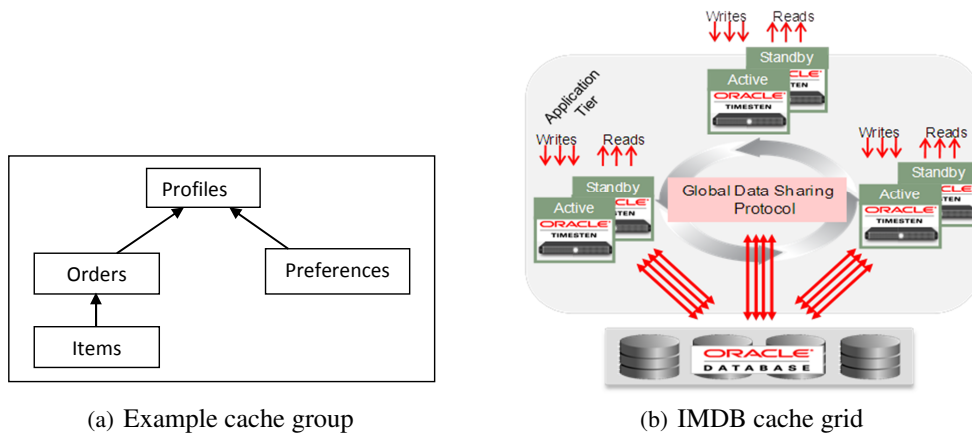 Profiles
Orders
Preferences
Items
(a) Example cache group
Writes
Reads
Standby
Active
ORACLE
TIMESTEN
Application
Tier
Writes
Reads
Standby
Active
ORACLE
TIMESTEN
Global Data Sharing
Protocol
Writes
Reads
Standby
Active
ORACLE
TIMESTEN
ORACLE
DATABASE
(b) IMDB cache grid